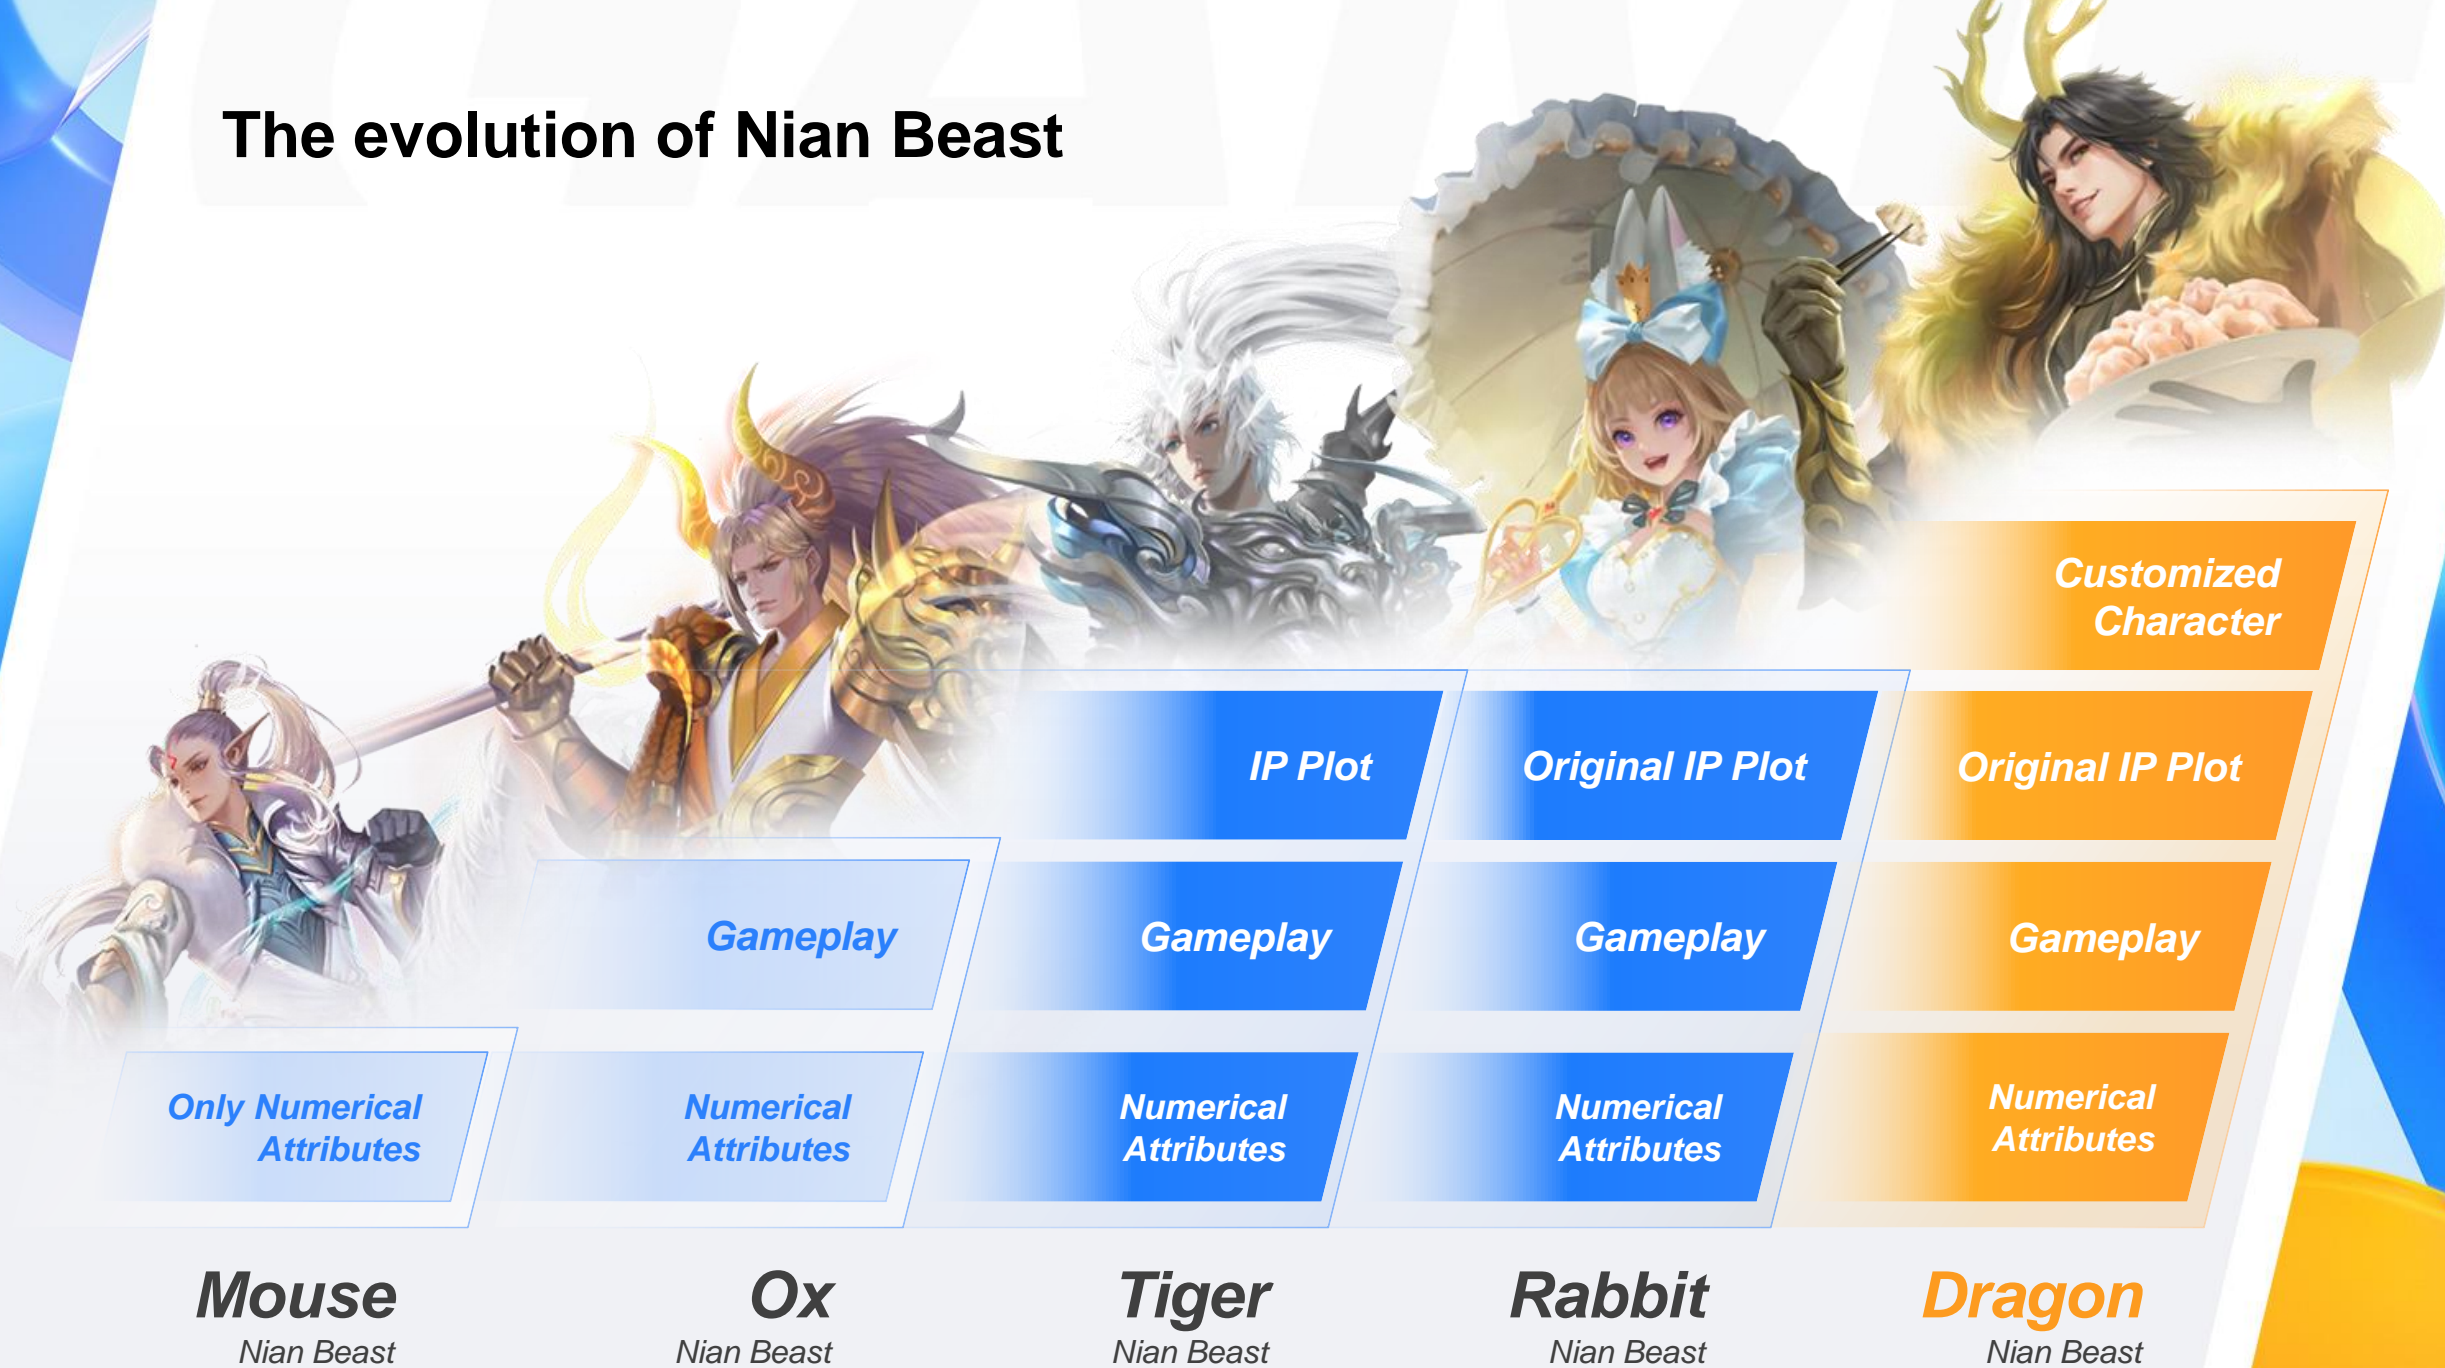 The evolution of Nian Beast
Customized
Character
IP Plot
Original IP Plot
Original IP Plot
Gameplay
Gameplay
Gameplay
Gameplay
Only Numerical
Attributes
Numerical
Attributes
Numerical
Attributes
Numerical
Attributes
Numerical
Attributes
Mouse
Nian Beast
Ox
Nian Beast
Tiger
Nian Beast
Rabbit
Nian Beast
Dragon
Nian Beast